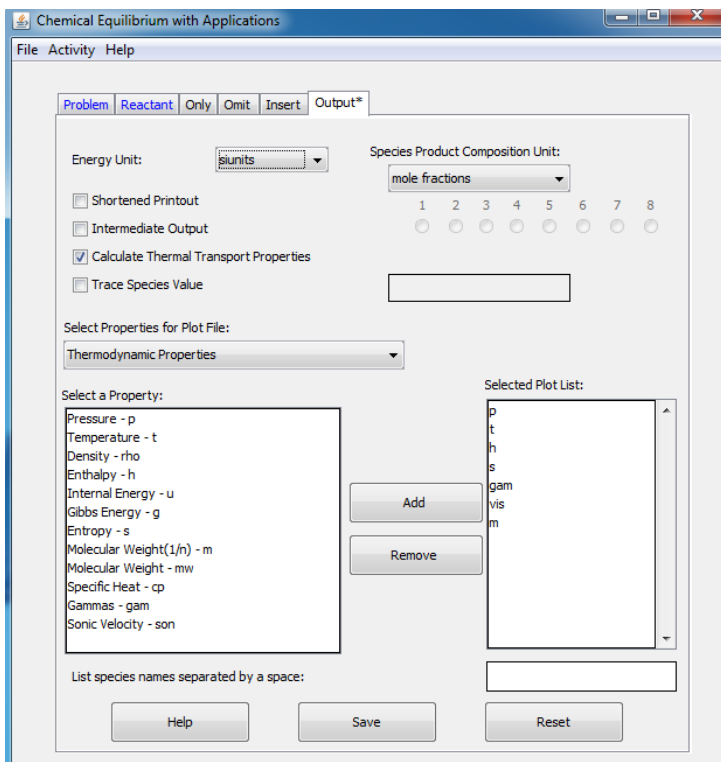 Chemical Equilibrium with Applications
File Activity Help
Problem Reactant Only Omit Insert Output*
Energy Unit: siunits
Species Product Composition Unit:
mole fractions
Shortened Printout
1 2 3 4 5 6 7 8
Intermediate Output
Calculate Thermal Transport Properties
Trace Species Value
Select Properties for Plot File:
Thermodynamic Properties
Select a Property:
Pressure - p
Temperature - t
Density - rho
Enthalpy - h
Internal Energy - u
Gibbs Energy - g
Entropy - s
Molecular Weight(1/n) - m
Molecular Weight - mw
Specific Heat - cp
Gammas - gam
Sonic Velocity - son
Add
Remove
Selected Plot List:
p
t
h
s
gam
vis
m
List species names separated by a space:
Help Save Reset